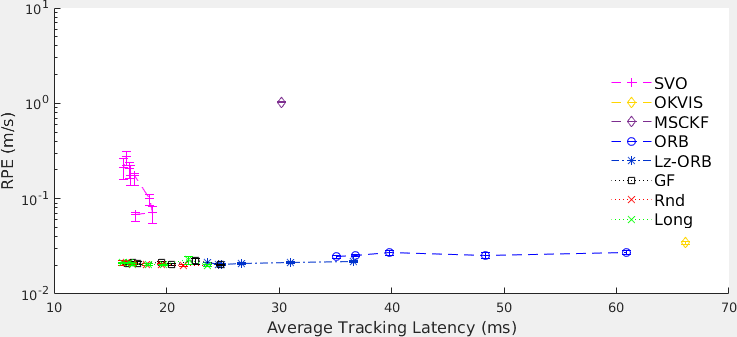 10^1
10^0
10^-1
10^-2
RPE (m/s)
SVO
OKVIS
MSCKF
ORB
Lz-ORB
GF
Rnd
Long
10 20 30 40 50 60 70
Average Tracking Latency (ms)